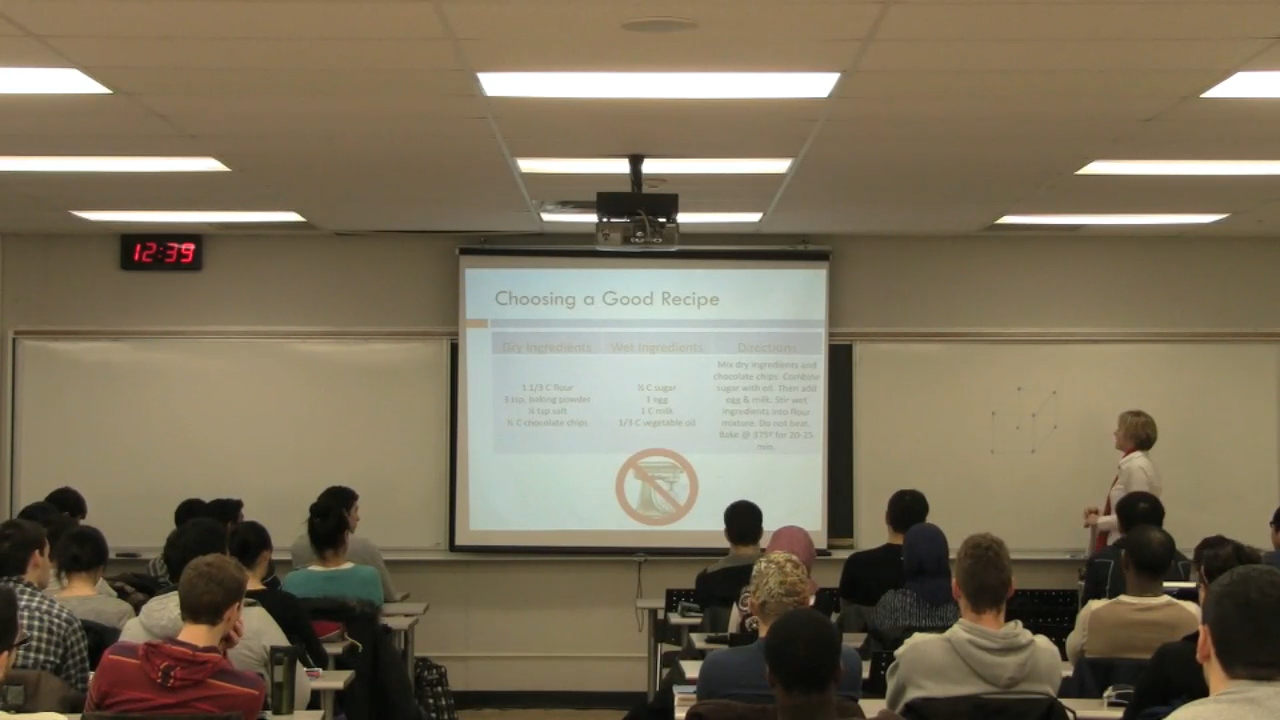 12:39
Choosing a Good Recipe
Dry Ingredients Wet Ingredients Directions
1 1/3 C flour
3 tsp. baking powder
¼ tsp salt
½ C chocolate chips
½ C sugar
1 egg
1 C milk
1/3 C vegetable oil
Mix dry ingredients and
chocolate chips. Combine
sugar with oil. Then add
egg & milk. Stir wet
ingredients into flour
mixture. Do not beat.
Bake @ 375° for 20-25
min.